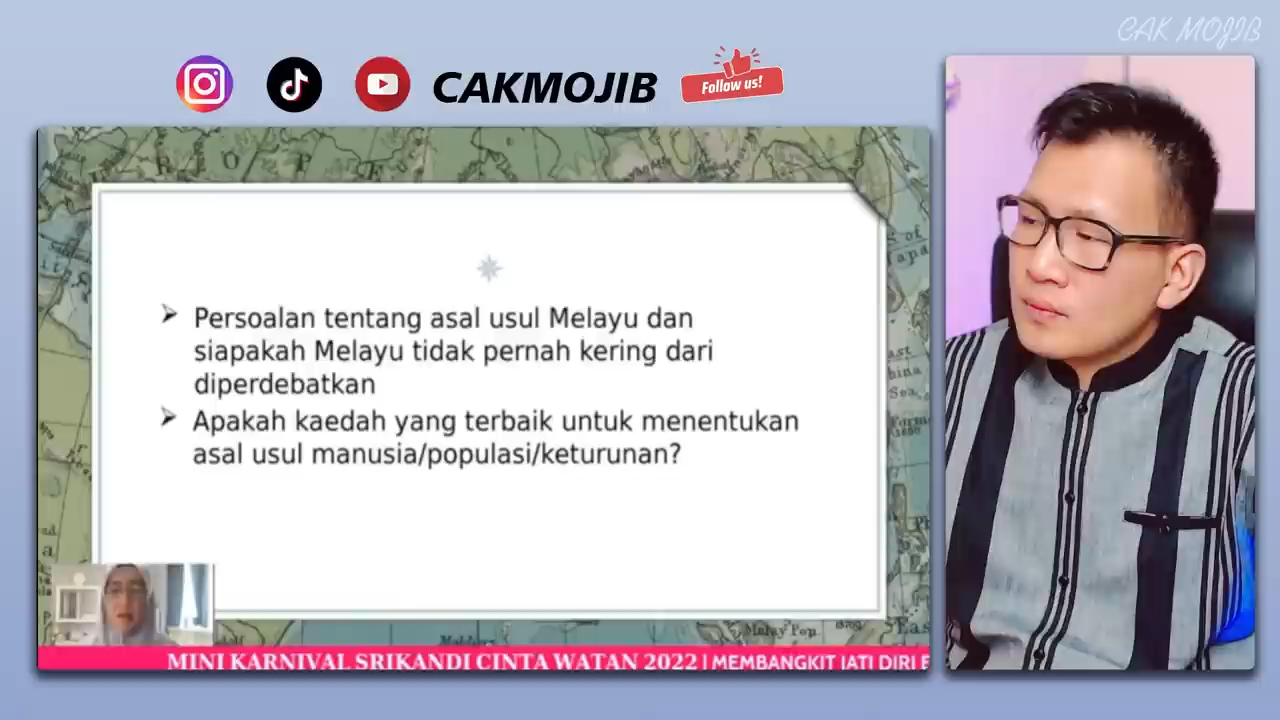 CAK MOJIB
CAKMOJIB
Follow us!
Persoalan tentang asal usul Melayu dan
siapakah Melayu tidak pernah kering dari
diperdebatkan
Apakah kaedah yang terbaik untuk menentukan
asal usul manusia/populasi/keturunan?
MINI KARNIVAL SRIKANDI CINTA WATAN 2022 | MEMBANGKIT JATI DIRI